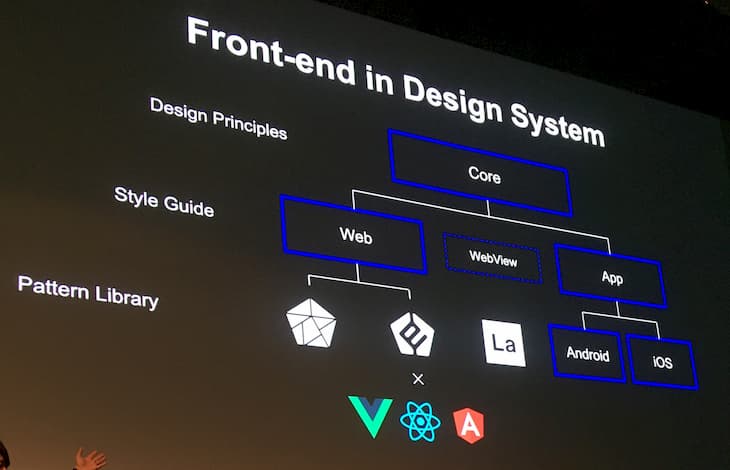 Front-end in Design System
Design Principles
Core
Style Guide
Web
WebView
App
Pattern Library
La
Android
iOS
×
A